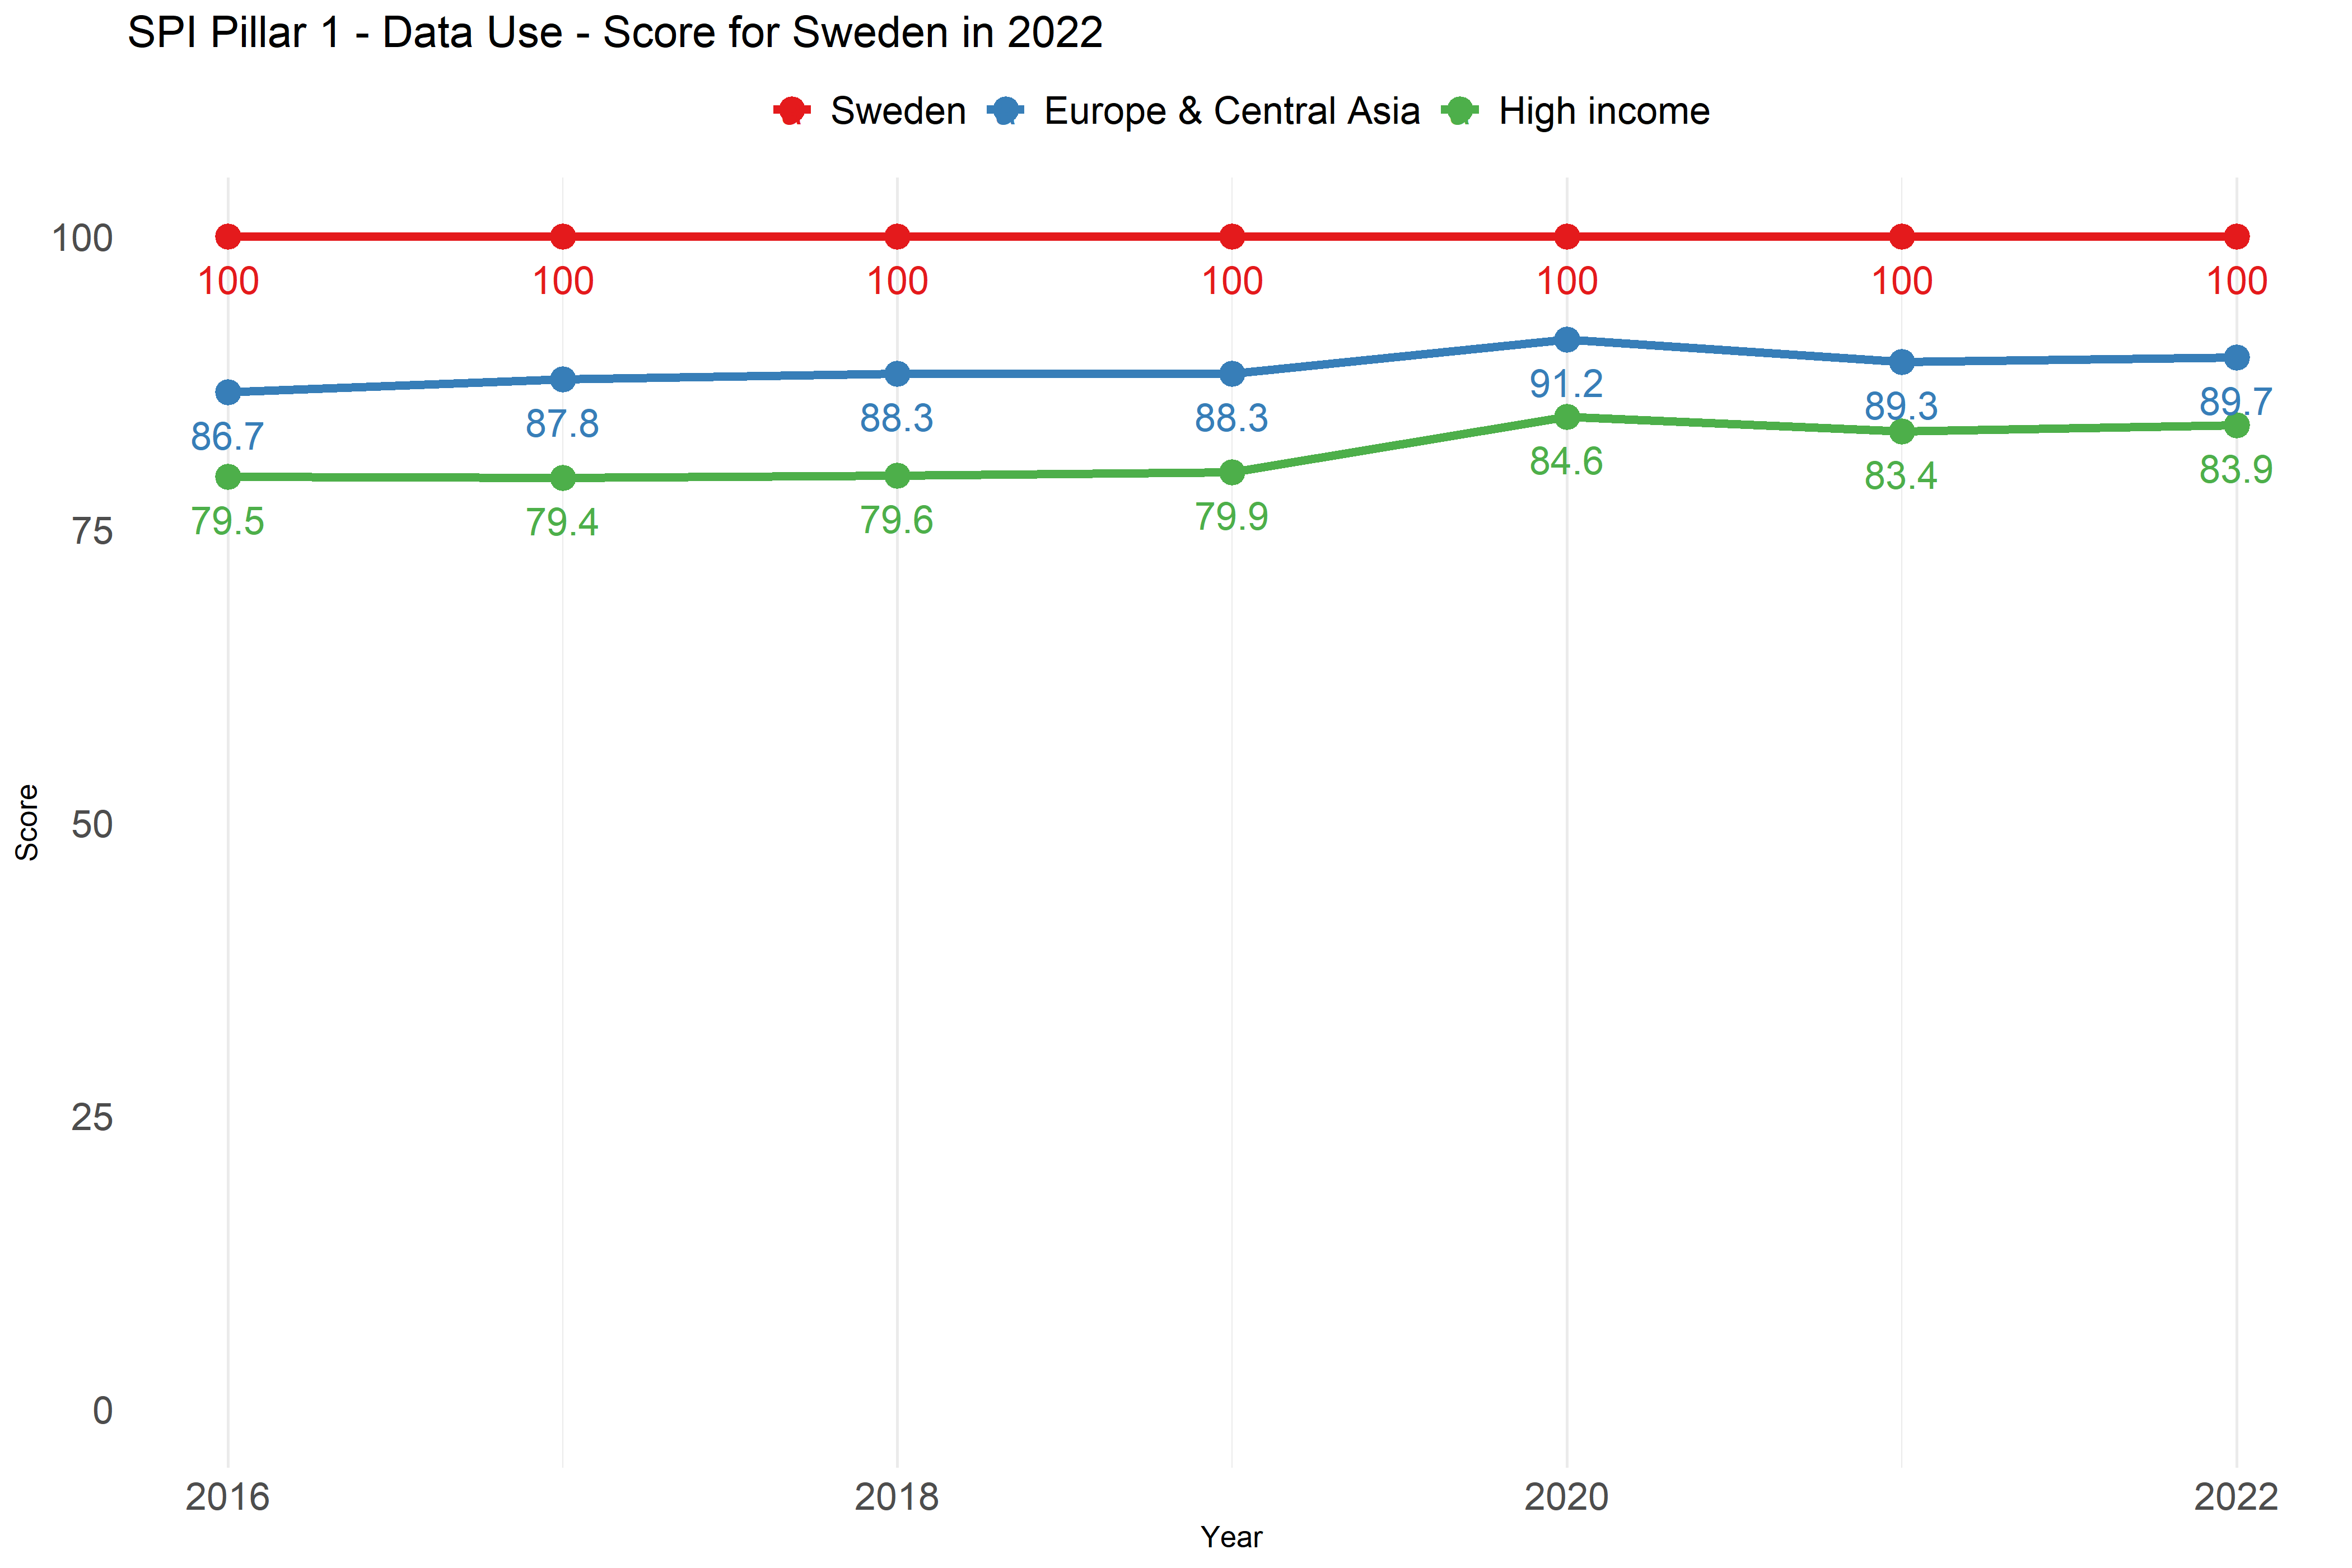 SPI Pillar 1 - Data Use - Score for Sweden in 2022
Sweden Europe & Central Asia High income
100
100 100 100 100 100 100 100
91.2
86.7 87.8 88.3 88.3 89.3 89.7
84.6 83.4 83.9
79.5 79.4 79.6 79.9
75
50
Score
25
0
2016 2018 2020 2022
Year